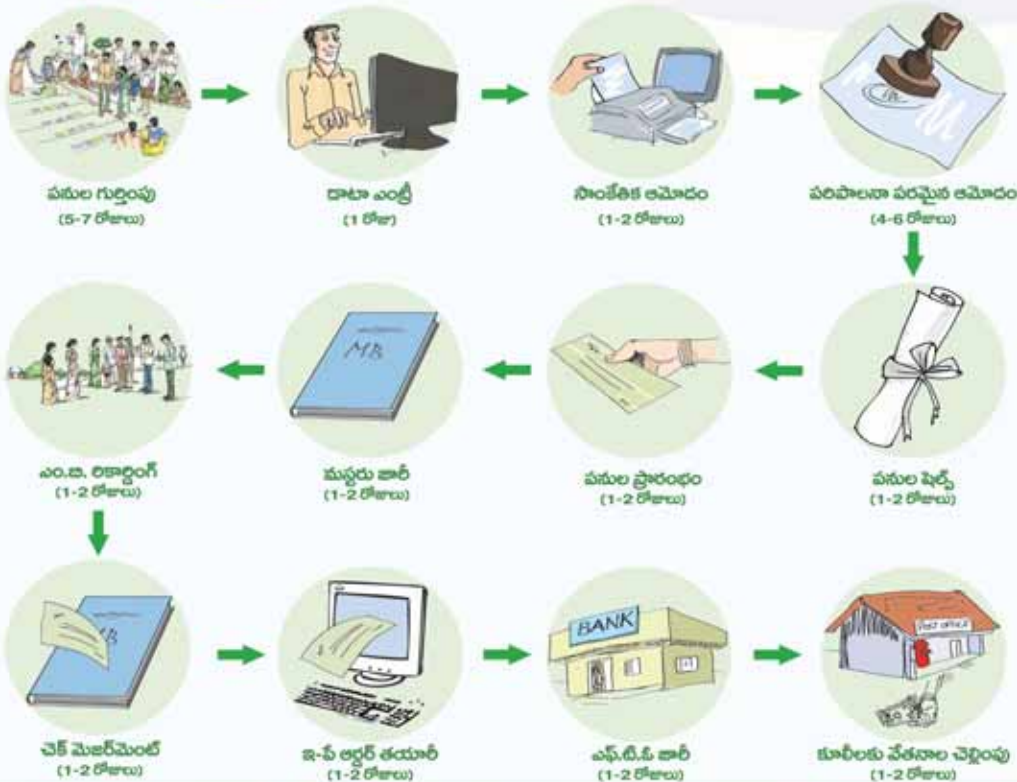 పనుల గుర్తింపు
(5-7 రోజులు)
డాటా ఎంట్రీ
(1 రోజు)
సాంకేతిక ఆమోదం
(1-2 రోజులు)
పరిపాలనా పరమైన ఆమోదం
(4-6 రోజులు)
పనుల షెల్ఫ్
(1-2 రోజులు)
పనుల ప్రారంభం
(1-2 రోజులు)
MB
మస్టరు జారీ
(1-2 రోజులు)
ఎం.బి. రికార్డింగ్
(1-2 రోజులు)
MB
చెక్ మెజర్‌మెంట్
(1-2 రోజులు)
ఇ-పే ఆర్డర్ తయారీ
(1-2 రోజులు)
BANK
ఎఫ్.టి.ఓ జారీ
(1-2 రోజులు)
POST OFFICE
కూలీలకు వేతనాల చెల్లింపు
(1-2 రోజులు)